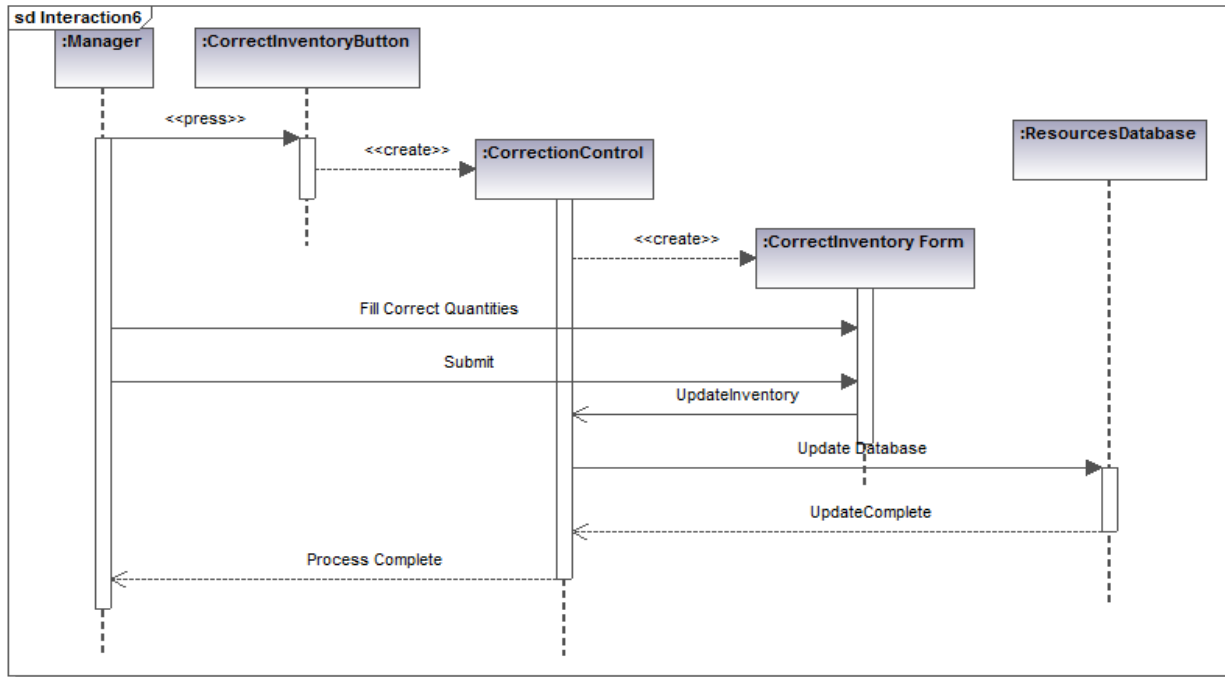 sd Interaction6
:Manager
:CorrectInventoryButton
<<press>>
<<create>>
:CorrectionControl
:ResourcesDatabase
<<create>>
:CorrectInventory Form
Fill Correct Quantities
Submit
UpdateInventory
Update Database
UpdateComplete
Process Complete